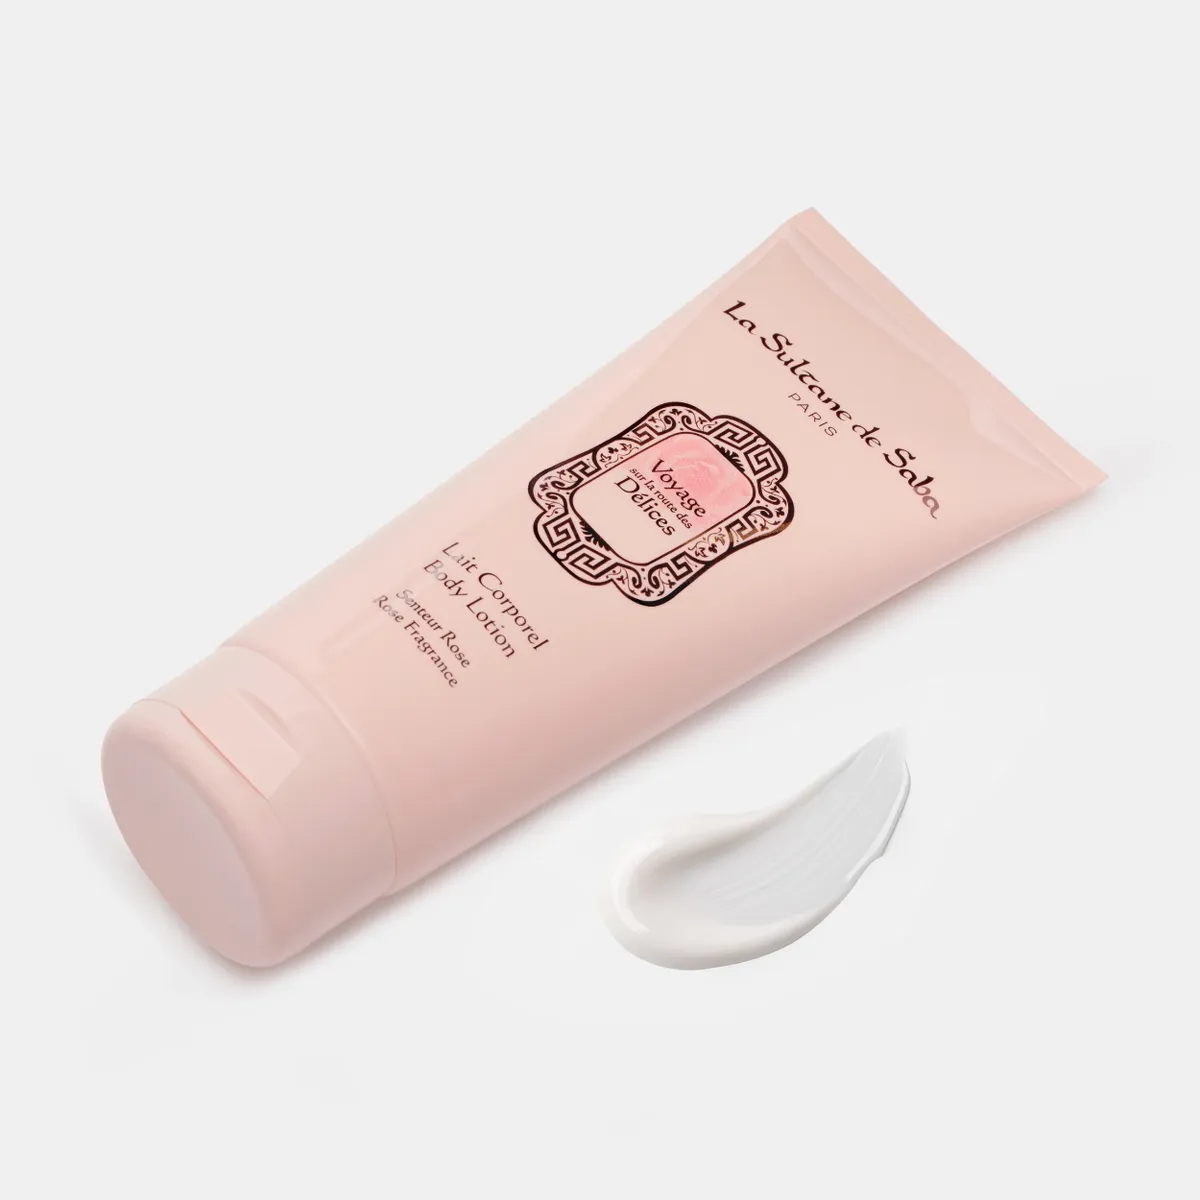 La Sultane de Saba
PARIS
Voyage
sur la route des
Délices
Lait Corporel
Body Lotion
Senteur Rose
Rose Fragrance